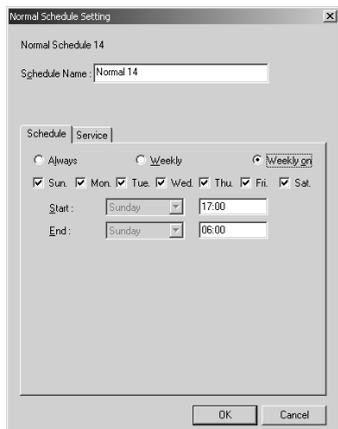 Normal Schedule Setting
Normal Schedule 14
Schedule Name : Normal 14
Schedule Service
Always Weekly Weekly on
Sun. Mon. Tue. Wed. Thu. Fri. Sat.
Start : Sunday 17:00
End : Sunday 06:00
OK Cancel